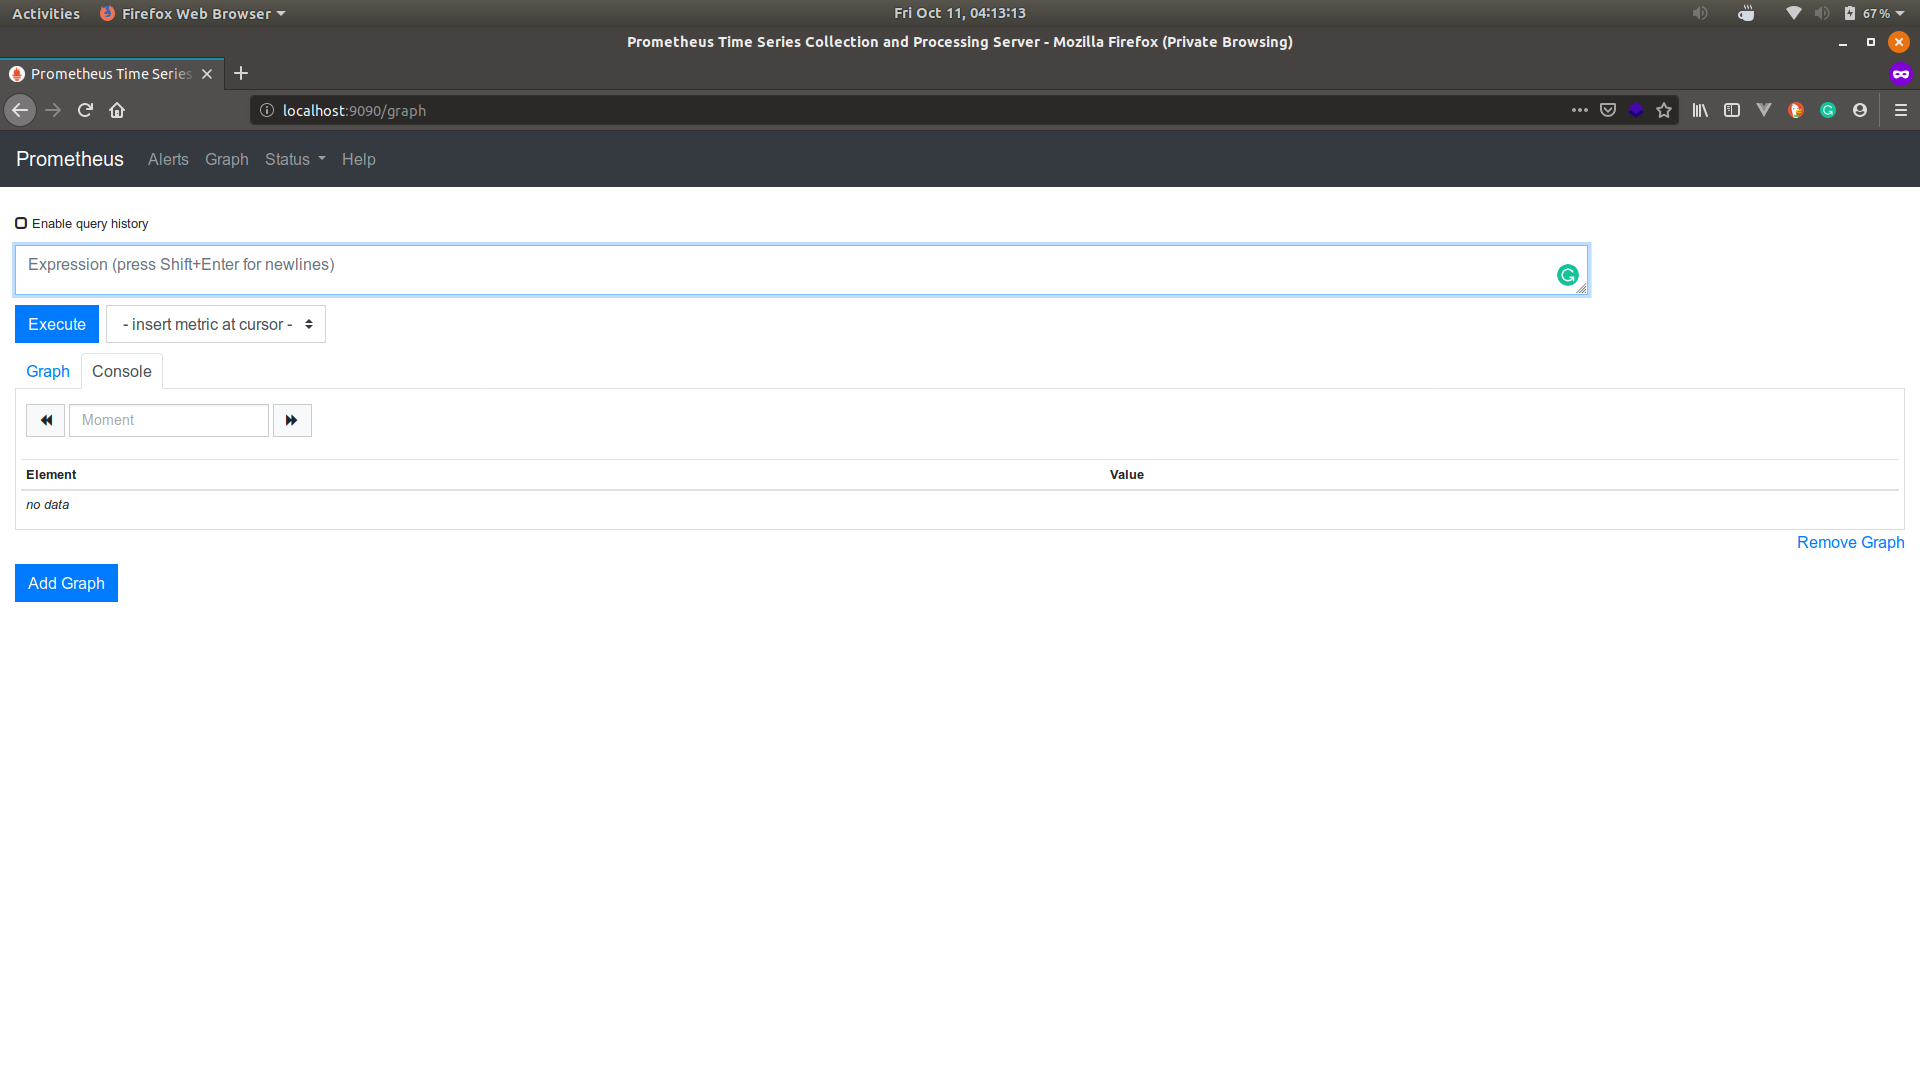 Activities Firefox Web Browser Fri Oct 11, 04:13:13 67%
Prometheus Time Series Collection and Processing Server - Mozilla Firefox (Private Browsing)
Prometheus Time Series
localhost:9090/graph
Prometheus Alerts Graph Status Help
Enable query history
Expression (press Shift+Enter for newlines)
Execute - insert metric at cursor -
Graph Console
Moment
Element Value
no data
Remove Graph
Add Graph